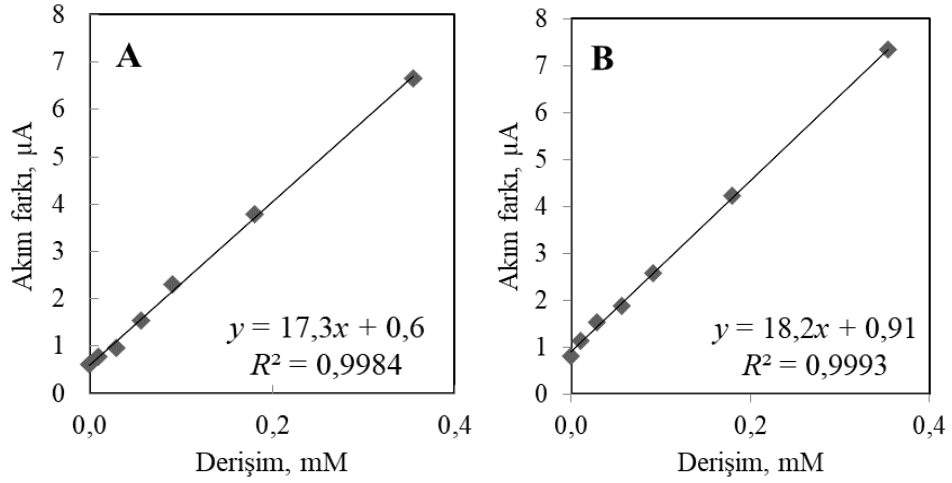 A
Akım farkı, µA
8
7
6
5
4
3
2
1
0
y = 17,3x + 0,6
R² = 0,9984
0,0
0,2
0,4
Derişim, mM
B
Akım farkı, µA
8
7
6
5
4
3
2
1
0
y = 18,2x + 0,91
R² = 0,9993
0,0
0,2
0,4
Derişim, mM